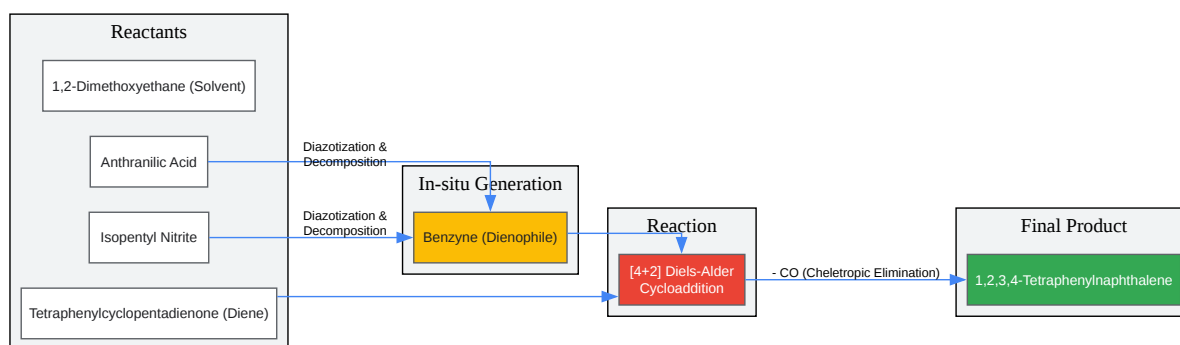 Reactants
1,2-Dimethoxyethane (Solvent)
Anthranilic Acid
Diazotization &
Decomposition
In-situ Generation
Isopentyl Nitrite
Diazotization &
Decomposition
Benzyne (Dienophile)
Reaction
Final Product
[4+2] Diels-Alder
Cycloaddition
- CO (Cheletropic Elimination)
1,2,3,4-Tetraphenylnaphthalene
Tetraphenylcyclopentadienone (Diene)